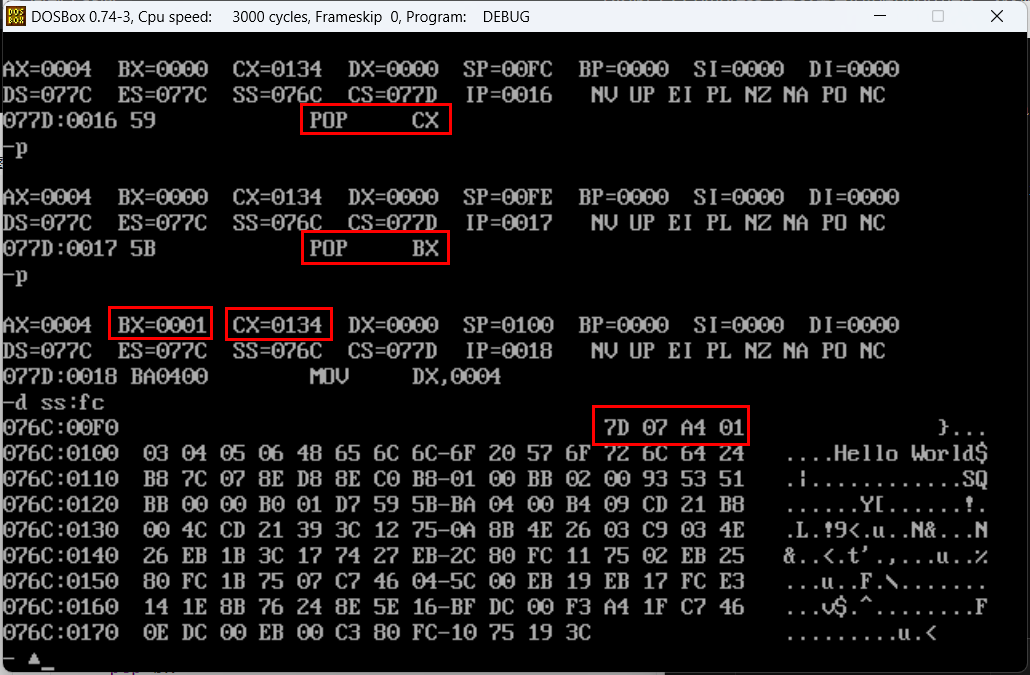 DOSBox 0.74-3, Cpu speed: 3000 cycles, Frameskip 0, Program: DEBUG
AX=0004 BX=0000 CX=0134 DX=0000 SP=00FC BP=0000 SI=0000 DI=0000
DS=077C ES=077C SS=076C CS=077D IP=0016 NV UP EI PL NZ NA PO NC
077D:0016 59 POP CX
-p
AX=0004 BX=0000 CX=0134 DX=0000 SP=00FE BP=0000 SI=0000 DI=0000
DS=077C ES=077C SS=076C CS=077D IP=0017 NV UP EI PL NZ NA PO NC
077D:0017 5B POP BX
-p
AX=0004 BX=0001 CX=0134 DX=0000 SP=0100 BP=0000 SI=0000 DI=0000
DS=077C ES=077C SS=076C CS=077D IP=0018 NV UP EI PL NZ NA PO NC
077D:0018 BA0400 MOV DX,0004
-d ss:fc
076C:00F0 7D 07 A4 01 }...
076C:0100 03 04 05 06 48 65 6C 6C-6F 20 57 6F 72 6C 64 24 ....Hello World$
076C:0110 B8 7C 07 8E D8 8E C0 B8-01 00 BB 02 00 93 53 51 .|............SQ
076C:0120 BB 00 00 B0 01 D7 59 5B-BA 04 00 B4 09 CD 21 B8 ......Y[......!.
076C:0130 00 4C CD 21 39 3C 12 75-0A 8B 4E 26 03 C9 03 4E .L.!9<.u..N&...N
076C:0140 26 EB 1B 3C 17 74 27 EB-2C 80 FC 11 75 02 EB 25 &..<.t'.,...u..%
076C:0150 80 FC 1B 75 07 C7 46 04-5C 00 EB 19 EB 17 FC E3 ...u..F.\.......
076C:0160 14 1E 8B 76 24 8E 5E 16-BF DC 00 F3 A4 1F C7 46 ...v$.^........F
076C:0170 0E DC 00 EB 00 C3 80 FC-10 75 19 3C .........u.<
- ▲_